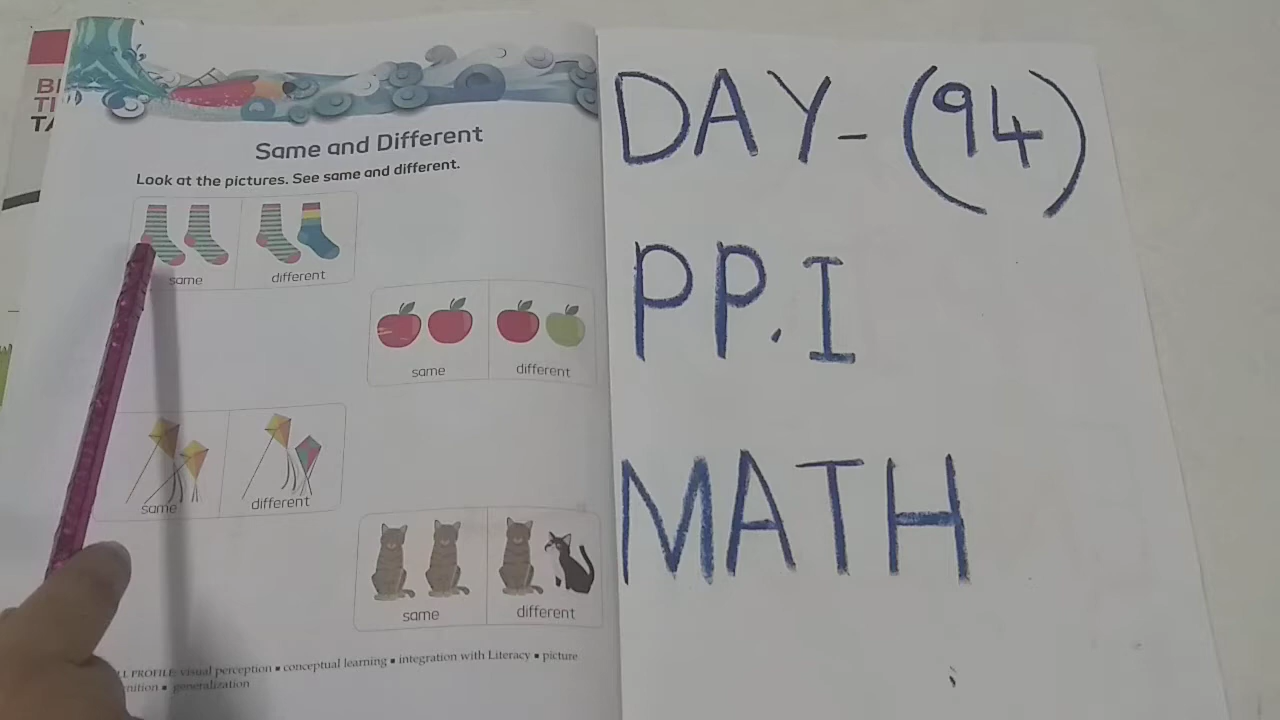 Same and Different
Look at the pictures. See same and different.
same different
same different
same different
same different
PROFILE: visual perception ▪ conceptual learning ▪ integration with Literacy ▪ picture
▪ generalization
DAY- (94)
PP.I
MATH